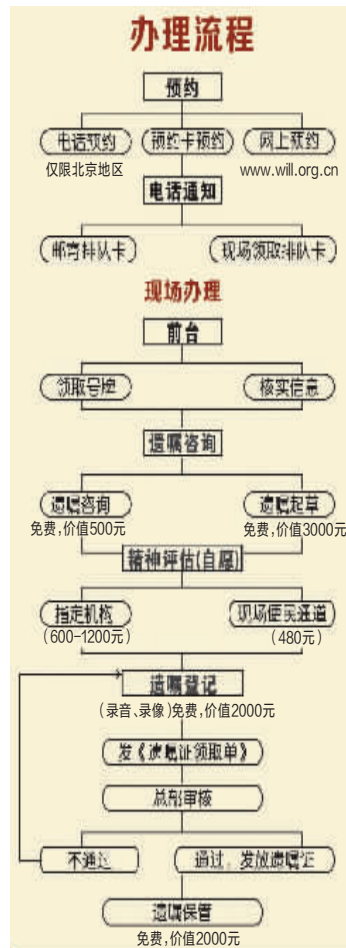 办理流程
预约
电话预约 预约卡预约 网上预约
仅限北京地区 www.will.org.cn
电话通知
邮寄排队卡 现场领取排队卡
现场办理
前台
领取号牌 核实信息
遗嘱咨询
遗嘱咨询 遗嘱起草
免费,价值500元 免费,价值3000元
精神评估(自愿)
指定机构 现场便民通道
(600-1200元) (480元)
遗嘱登记
(录音、录像)免费,价值2000元
发《遗嘱证领取单》
总部审核
不通过 通过，发放遗嘱证
遗嘱保管
免费,价值2000元